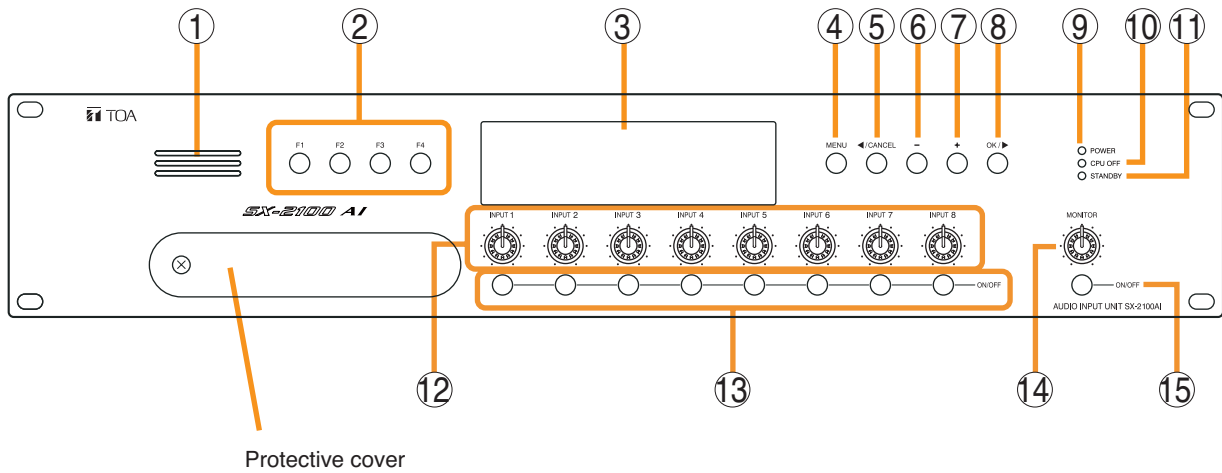 ① ② ③ ④ ⑤ ⑥ ⑦ ⑧ ⑨ ⑩ ⑪
TOA
F1 F2 F3 F4
MENU ◀/CANCEL − + OK/▶
POWER
CPU OFF
STANDBY
SX-2100 AI
INPUT 1 INPUT 2 INPUT 3 INPUT 4 INPUT 5 INPUT 6 INPUT 7 INPUT 8
MONITOR
ON/OFF
ON/OFF
AUDIO INPUT UNIT SX-2100AI
⑫ ⑬ ⑭ ⑮
Protective cover